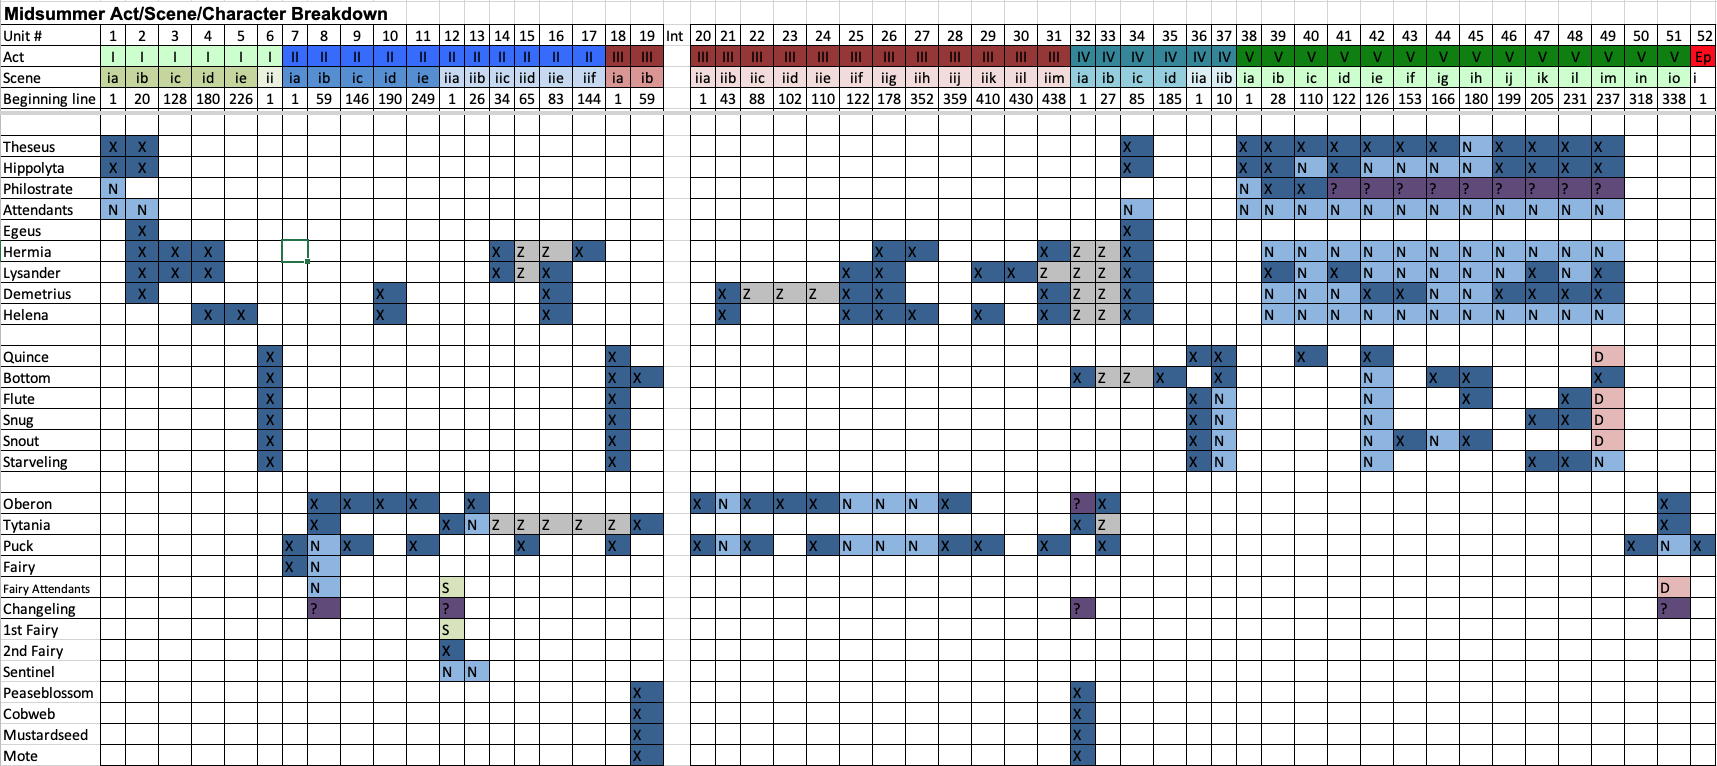 Midsummer Act/Scene/Character Breakdown
Unit # 1 2 3 4 5 6 7 8 9 10 11 12 13 14 15 16 17 18 19 Int 20 21 22 23 24 25 26 27 28 29 30 31 32 33 34 35 36 37 38 39 40 41 42 43 44 45 46 47 48 49 50 51 52
Act I I I I I I II II II II II II II II II II II III III III III III III III III III III III III III III IV IV IV IV IV IV V V V V V V V V V V V V V V Ep
Scene ia ib ic id ie ii ia ib ic id ie iia iib iic iid iie iif ia ib iia iib iic iid iie iif iig iih iij iik iil iim ia ib ic id iia iib ia ib ic id ie if ig ih ij ik il im in io i
Beginning line 1 20 128 180 226 1 1 59 146 190 249 1 26 34 65 83 144 1 59 1 43 88 102 110 122 178 352 359 410 430 438 1 27 85 185 1 10 1 28 110 122 126 153 166 180 199 205 231 237 318 338 1
Theseus X X X X X X X X X X N X X X X
Hippolyta X X X X X N X N N N N X X X X
Philostrate N N X X ? ? ? ? ? ? ? ? ?
Attendants N N N N N N N N N N N N N N N
Egeus X X
Hermia X X X X Z Z X X X X Z Z X N N N N N N N N N N N
Lysander X X X X Z X X X X X Z Z Z X X N X N N N N N X N X
Demetrius X X X X Z Z Z X X X Z Z X N N N X X N N X X X X
Helena X X X X X X X X X X Z Z X N N N N N N N N N N N
Quince X X X X X X D
Bottom X X X X Z Z X X N X X X
Flute X X X N N X X D
Snug X X X N N X X D
Snout X X X N N X N X D
Starveling X X X N N X X N
Oberon X X X X X X N X X X N N N X ? X X
Tytania X X N Z Z Z Z Z X X Z X
Puck X N X X X X X N X X N N N X X X X X N X
Fairy X N
Fairy Attendants N S D
Changeling ? ? ? ?
1st Fairy S
2nd Fairy X
Sentinel N N
Peaseblossom X X
Cobweb X X
Mustardseed X X
Mote X X